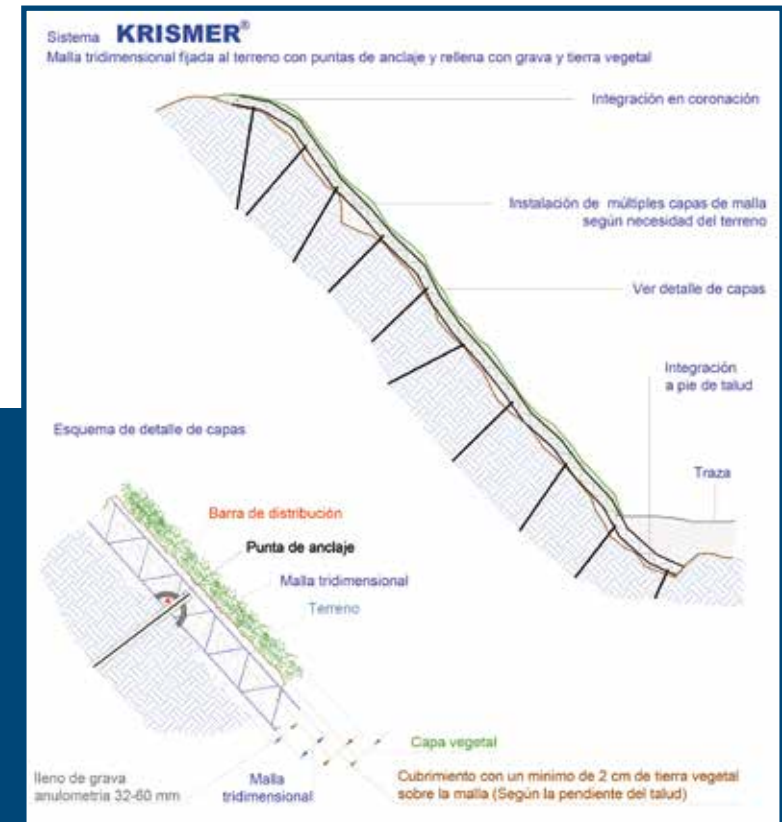 Sistema KRISMER®
Malla tridimensional fijada al terreno con puntas de anclaje y rellena con grava y tierra vegetal
Integración en coronación
Instalación de múltiples capas de malla
según necesidad del terreno
Ver detalle de capas
Integración
a pie de talud
Traza
Esquema de detalle de capas
Barra de distribución
Punta de anclaje
Malla tridimensional
Terreno
Capa vegetal
lleno de grava
anulometria 32-60 mm
Malla
tridimensional
Cubrimiento con un minimo de 2 cm de tierra vegetal
sobre la malla (Según la pendiente del talud)